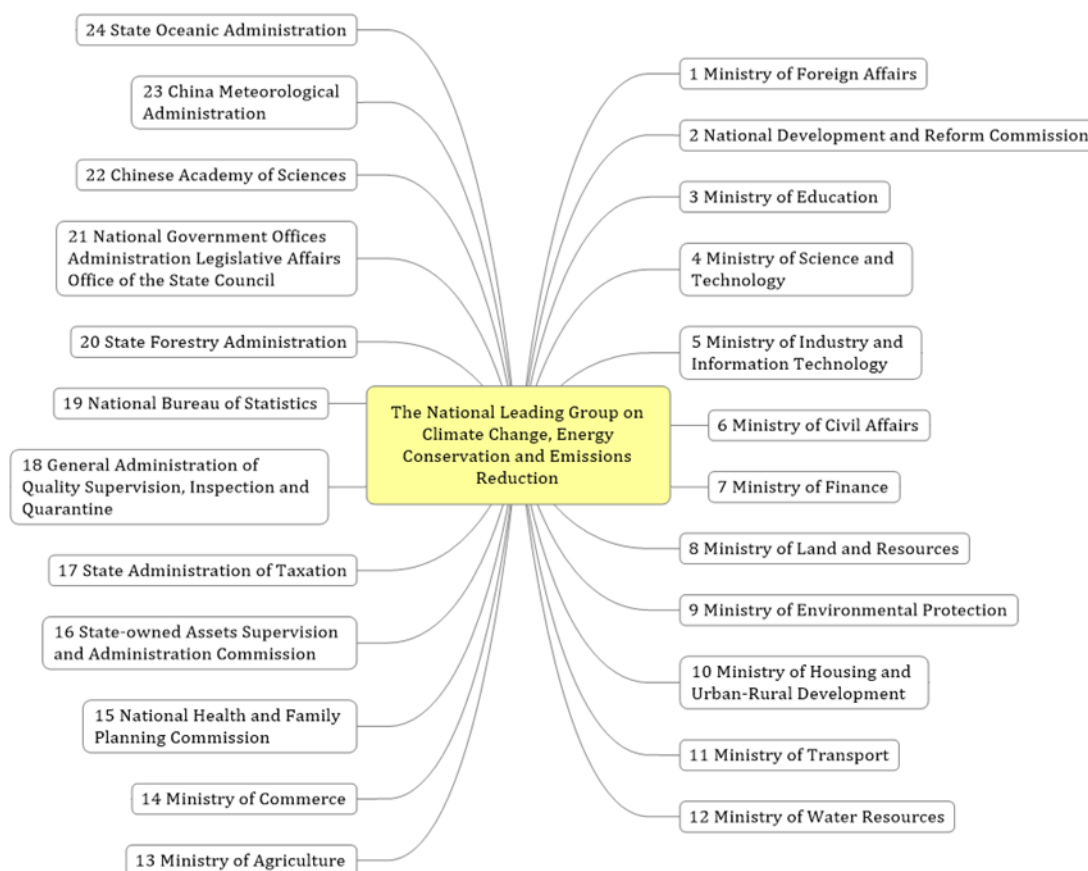 24 State Oceanic Administration
23 China Meteorological
Administration
22 Chinese Academy of Sciences
21 National Government Offices
Administration Legislative Affairs
Office of the State Council
20 State Forestry Administration
19 National Bureau of Statistics
18 General Administration of
Quality Supervision, Inspection and
Quarantine
17 State Administration of Taxation
16 State-owned Assets Supervision
and Administration Commission
15 National Health and Family
Planning Commission
14 Ministry of Commerce
13 Ministry of Agriculture
The National Leading Group on
Climate Change, Energy
Conservation and Emissions
Reduction
1 Ministry of Foreign Affairs
2 National Development and Reform Commission
3 Ministry of Education
4 Ministry of Science and
Technology
5 Ministry of Industry and
Information Technology
6 Ministry of Civil Affairs
7 Ministry of Finance
8 Ministry of Land and Resources
9 Ministry of Environmental Protection
10 Ministry of Housing and
Urban-Rural Development
11 Ministry of Transport
12 Ministry of Water Resources